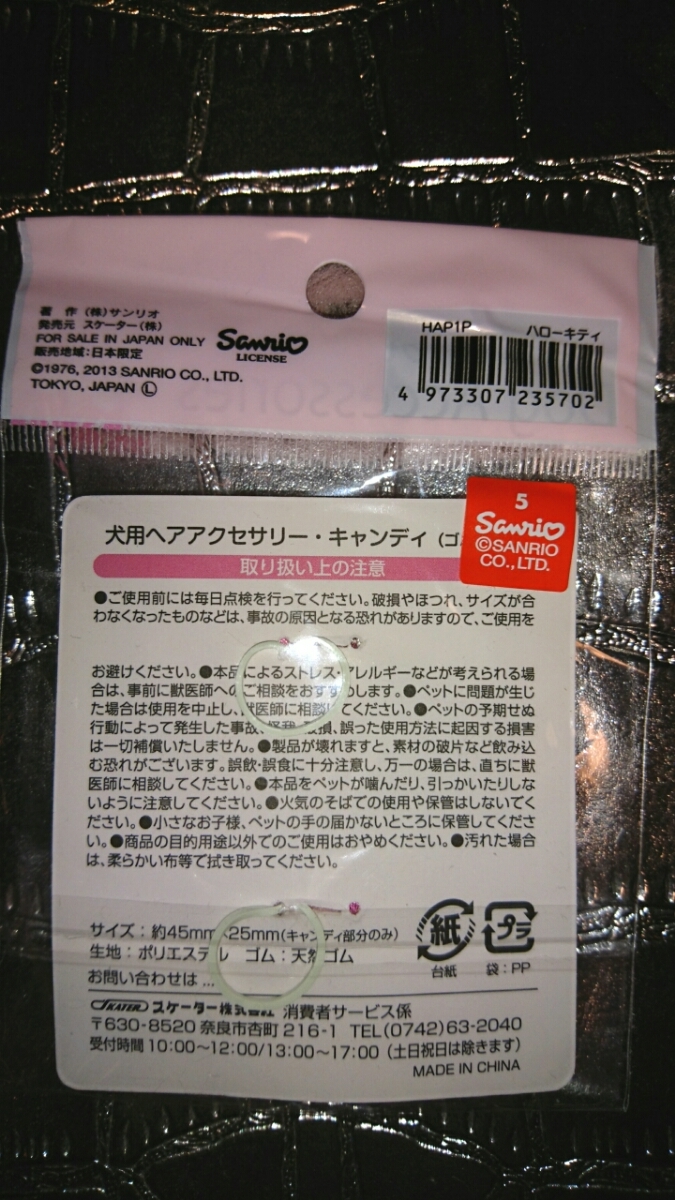 著 作 (株)サンリオ
発売元 スケーター(株)
FOR SALE IN JAPAN ONLY
販売地域:日本限定
©1976, 2013 SANRIO CO., LTD.
TOKYO, JAPAN Ⓛ
Sanrio
LICENSE
HAP1P ハローキティ
4 973307 235702
5
Sanrio
©SANRIO
CO.,LTD.
犬用ヘアアクセサリー・キャンディ (ゴ
取り扱い上の注意
●ご使用前には毎日点検を行ってください。破損やほつれ、サイズが合
わなくなったものなどは、事故の原因となる恐れがありますので、ご使用を
お避けください。●本品によるストレス・アレルギーなどが考えられる場
合は、事前に獣医師へのご相談をおすすめします。●ペットに問題が生じ
た場合は使用を中止し、獣医師に相談してください。●ペットの予期せぬ
行動によって発生した事故、怪我、破損、誤った使用方法に起因する損害
は一切補償いたしません。●製品が壊れますと、素材の破片など飲み込
む恐れがございます。誤飲・誤食に十分注意し、万一の場合は、直ちに獣
医師に相談してください。●本品をペットが噛んだり、引っかいたりしな
いように注意してください。●火気のそばでの使用や保管はしないでく
ださい。●小さなお子様、ペットの手の届かないところに保管してくださ
い。●商品の目的用途以外でのご使用はおやめください。●汚れた場合
は、柔らかい布等で拭き取ってください。
サイズ:約45mm×25mm(キャンディ部分のみ)
生地:ポリエステル ゴム:天然ゴム
お問い合わせは…
紙
台紙
プラ
袋:PP
SKATER スケーター株式会社 消費者サービス係
〒630-8520 奈良市杏町216-1 TEL(0742)63-2040
受付時間 10:00〜12:00/13:00〜17:00 (土日祝日は除きます)
MADE IN CHINA